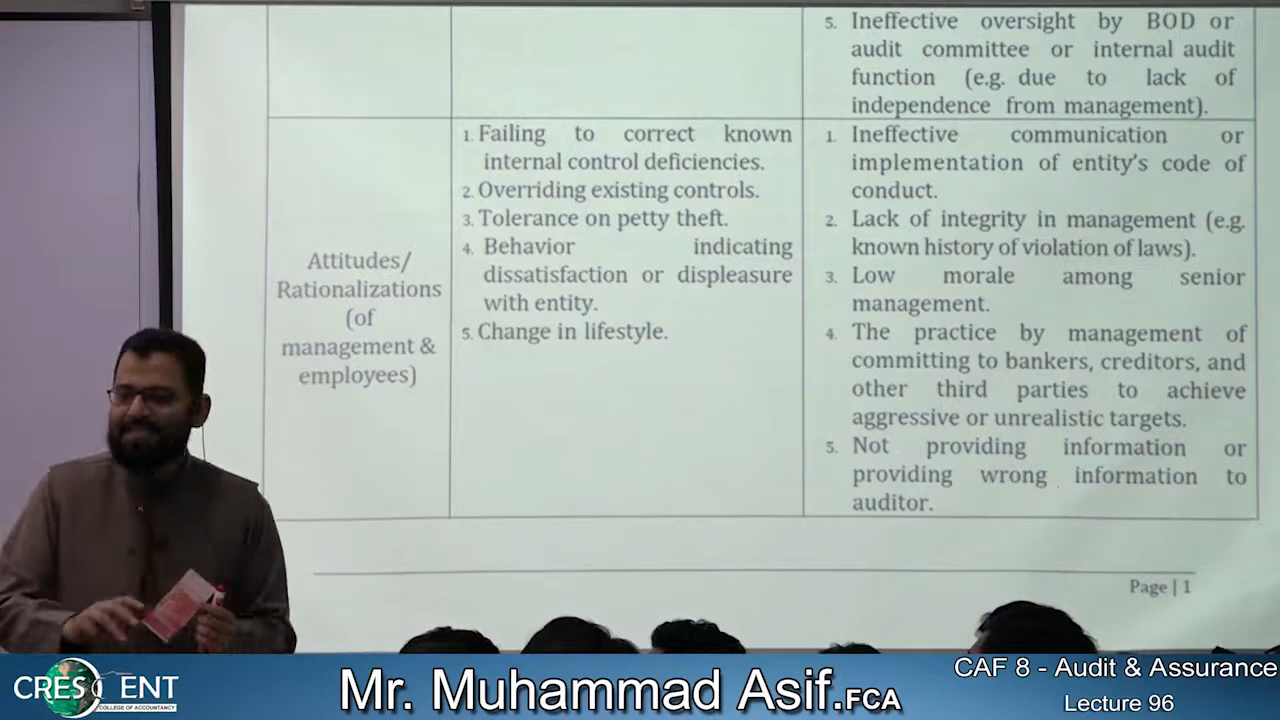 5. Ineffective oversight by BOD or
audit committee or internal audit
function (e.g. due to lack of
independence from management).
Attitudes/
Rationalizations
(of
management &
employees)
1. Failing to correct known
internal control deficiencies.
2. Overriding existing controls.
3. Tolerance on petty theft.
4. Behavior indicating
dissatisfaction or displeasure
with entity.
5. Change in lifestyle.
1. Ineffective communication or
implementation of entity's code of
conduct.
2. Lack of integrity in management (e.g.
known history of violation of laws).
3. Low morale among senior
management.
4. The practice by management of
committing to bankers, creditors, and
other third parties to achieve
aggressive or unrealistic targets.
5. Not providing information or
providing wrong information to
auditor.
Page | 1
CRESCENT
COLLEGE OF ACCOUNTANCY
Mr. Muhammad Asif.FCA
CAF 8 - Audit & Assurance
Lecture 96